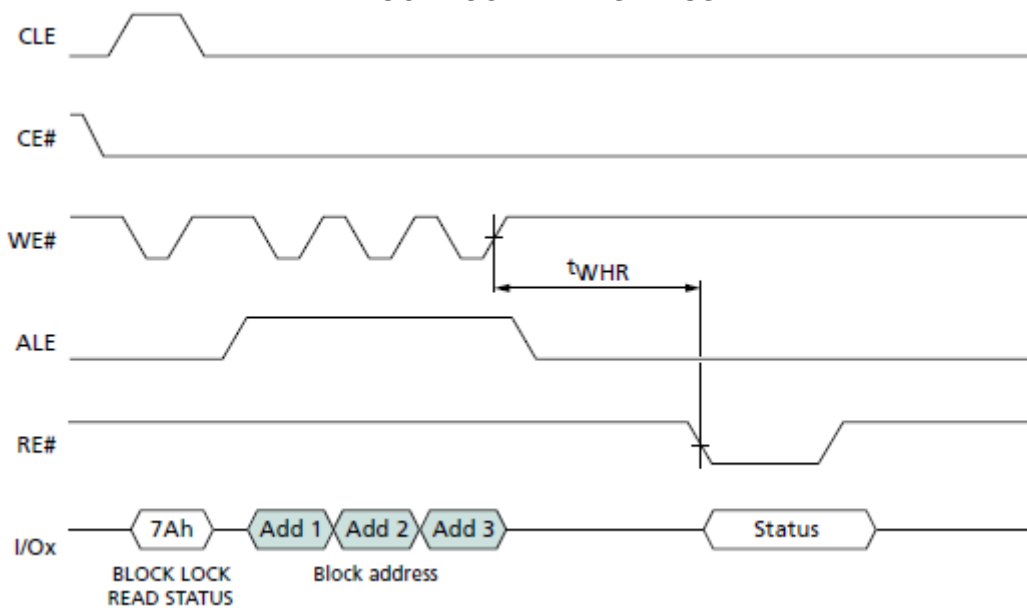 CLE
CE#
WE#
tWHR
ALE
RE#
I/Ox
7Ah
Add 1
Add 2
Add 3
Status
BLOCK LOCK
READ STATUS
Block address